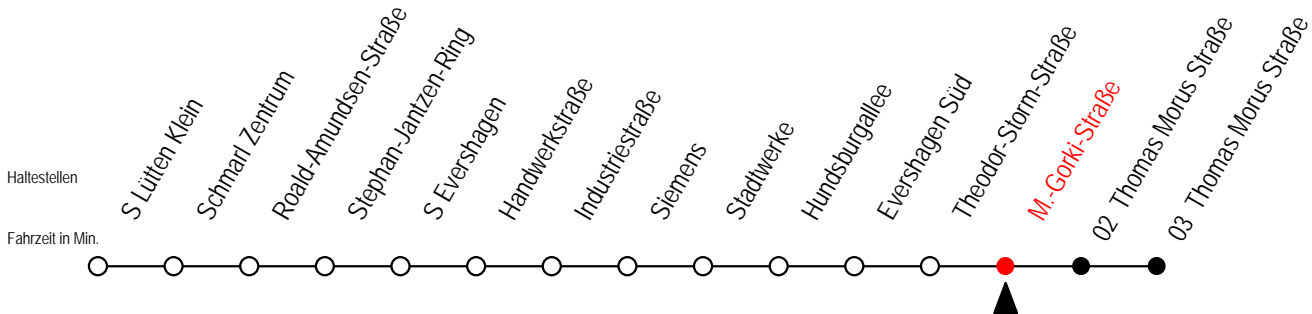 Haltestellen
Fahrzeit in Min.
S Lütten Klein
Schmarl Zentrum
Roald-Amundsen-Straße
Stephan-Jantzen-Ring
S Evershagen
Handwerkstraße
Industriestraße
Siemens
Stadtwerke
Hundsburgallee
Evershagen Süd
Theodor-Storm-Straße
M.-Gorki-Straße
02 Thomas Morus Straße
03 Thomas Morus Straße